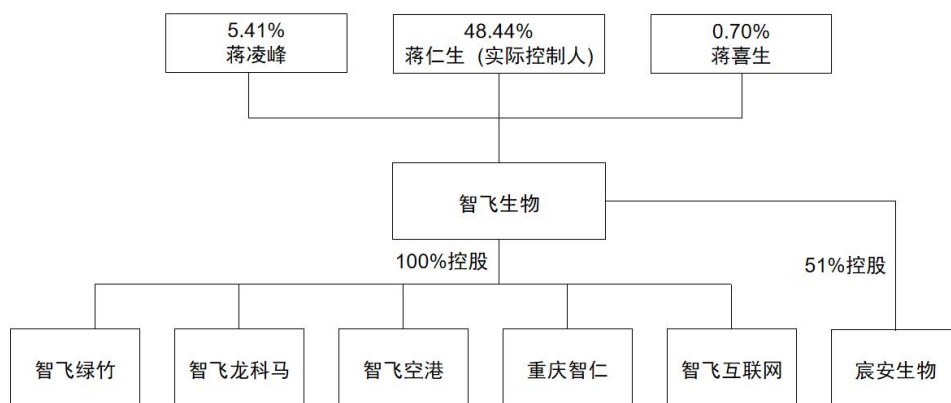 5.41%
蒋凌峰
48.44%
蒋仁生 (实际控制人)
0.70%
蒋喜生
智飞生物
100%控股
51%控股
智飞绿竹
智飞龙科马
智飞空港
重庆智仁
智飞互联网
宸安生物